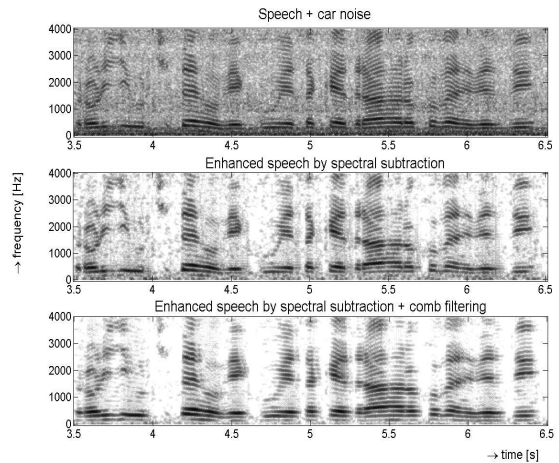 Speech + car noise
4000
3000
2000
1000
0
3.5 4 4.5 5 5.5 6 6.5
Enhanced speech by spectral subtraction
4000
3000
2000
1000
0
3.5 4 4.5 5 5.5 6 6.5
→ frequency [Hz]
Enhanced speech by spectral subtraction + comb filtering
4000
3000
2000
1000
0
3.5 4 4.5 5 5.5 6 6.5
→ time [s]